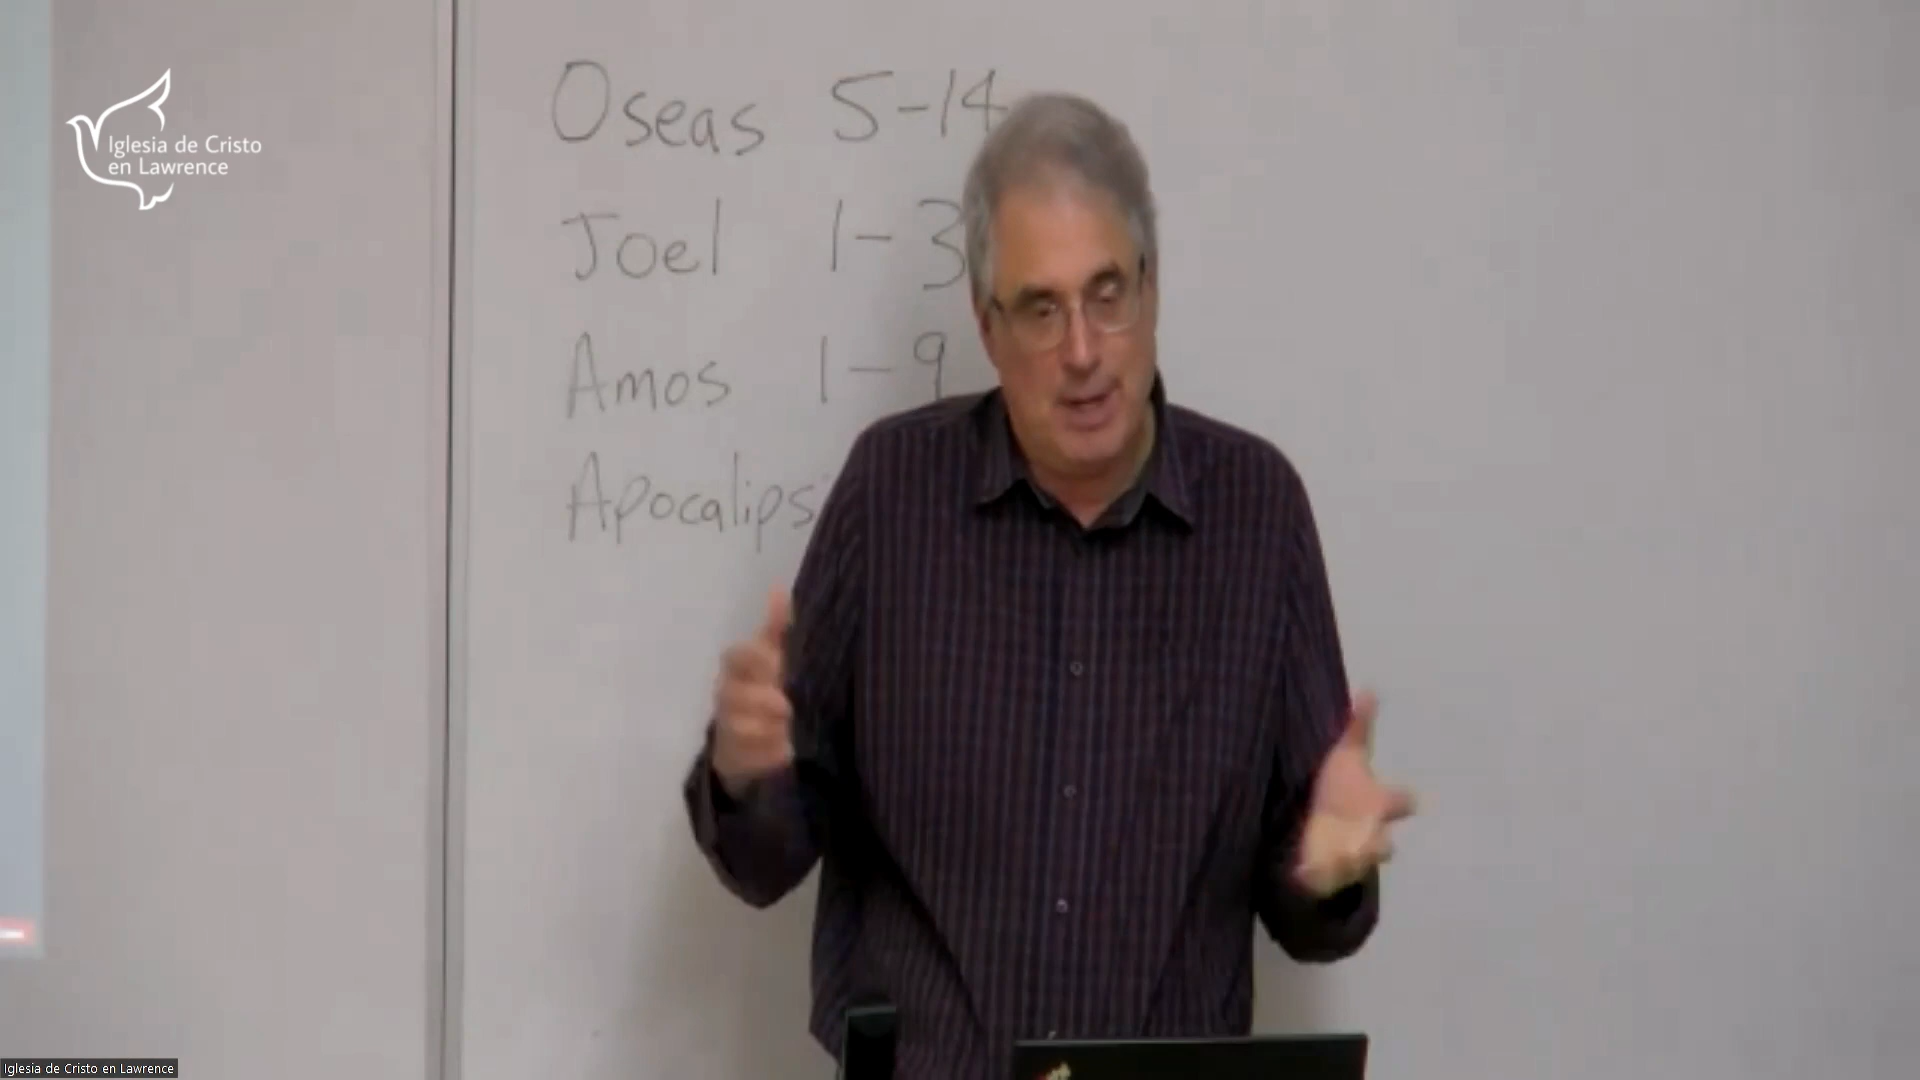 Iglesia de Cristo
en Lawrence
Oseas 5-14
Joel 1-3
Amos 1-9
Apocalips
Iglesia de Cristo en Lawrence